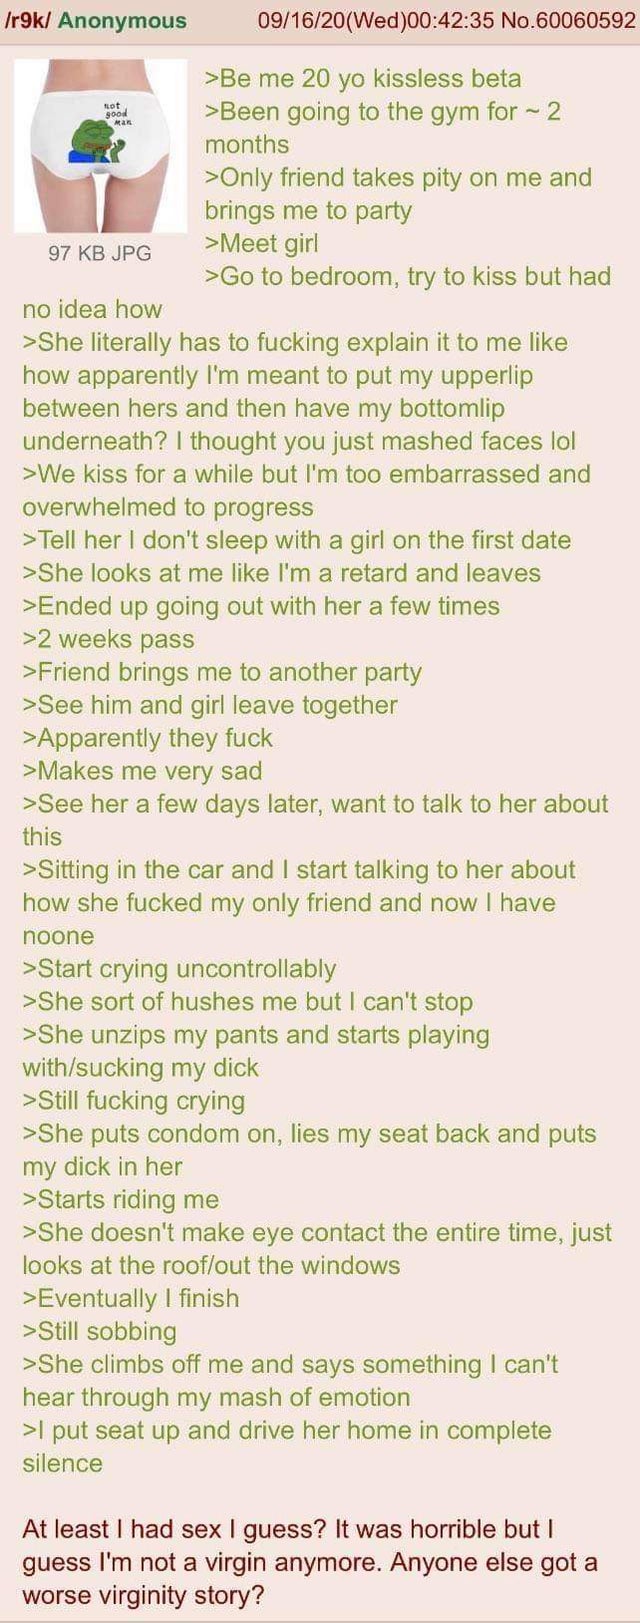 /r9k/ Anonymous 09/16/20(Wed)00:42:35 No.60060592
not
good
man
97 KB JPG
>Be me 20 yo kissless beta
>Been going to the gym for ~ 2
months
>Only friend takes pity on me and
brings me to party
>Meet girl
>Go to bedroom, try to kiss but had
no idea how
>She literally has to fucking explain it to me like
how apparently I'm meant to put my upperlip
between hers and then have my bottomlip
underneath? I thought you just mashed faces lol
>We kiss for a while but I'm too embarrassed and
overwhelmed to progress
>Tell her I don't sleep with a girl on the first date
>She looks at me like I'm a retard and leaves
>Ended up going out with her a few times
>2 weeks pass
>Friend brings me to another party
>See him and girl leave together
>Apparently they fuck
>Makes me very sad
>See her a few days later, want to talk to her about
this
>Sitting in the car and I start talking to her about
how she fucked my only friend and now I have
noone
>Start crying uncontrollably
>She sort of hushes me but I can't stop
>She unzips my pants and starts playing
with/sucking my dick
>Still fucking crying
>She puts condom on, lies my seat back and puts
my dick in her
>Starts riding me
>She doesn't make eye contact the entire time, just
looks at the roof/out the windows
>Eventually I finish
>Still sobbing
>She climbs off me and says something I can't
hear through my mash of emotion
>I put seat up and drive her home in complete
silence
At least I had sex I guess? It was horrible but I
guess I'm not a virgin anymore. Anyone else got a
worse virginity story?